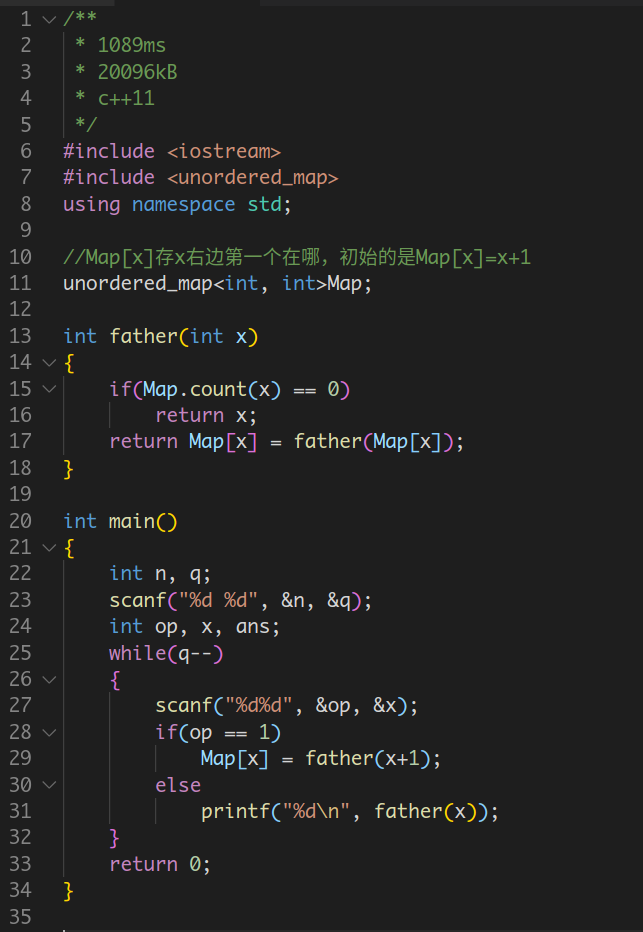 1 /**
2  * 1089ms
3  * 20096kB
4  * c++11
5  */
6 #include <iostream>
7 #include <unordered_map>
8 using namespace std;
9
10 //Map[x]存x右边第一个在哪，初始的是Map[x]=x+1
11 unordered_map<int, int>Map;
12
13 int father(int x)
14 {
15     if(Map.count(x) == 0)
16         return x;
17     return Map[x] = father(Map[x]);
18 }
19
20 int main()
21 {
22     int n, q;
23     scanf("%d %d", &n, &q);
24     int op, x, ans;
25     while(q--)
26     {
27         scanf("%d%d", &op, &x);
28         if(op == 1)
29             Map[x] = father(x+1);
30         else
31             printf("%d\n", father(x));
32     }
33     return 0;
34 }
35